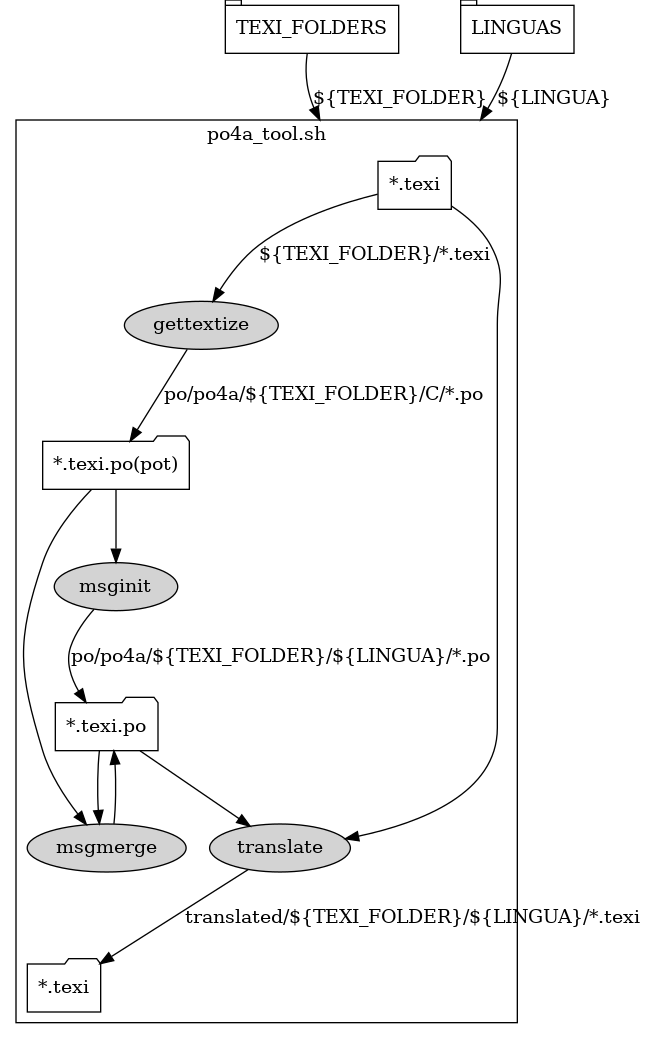 TEXI_FOLDERS
LINGUAS
${TEXI_FOLDER}
${LINGUA}
po4a_tool.sh
*.texi
${TEXI_FOLDER}/*.texi
gettextize
po/po4a/${TEXI_FOLDER}/C/*.po
*.texi.po(pot)
msginit
po/po4a/${TEXI_FOLDER}/${LINGUA}/*.po
*.texi.po
msgmerge
translate
translated/${TEXI_FOLDER}/${LINGUA}/*.texi
*.texi